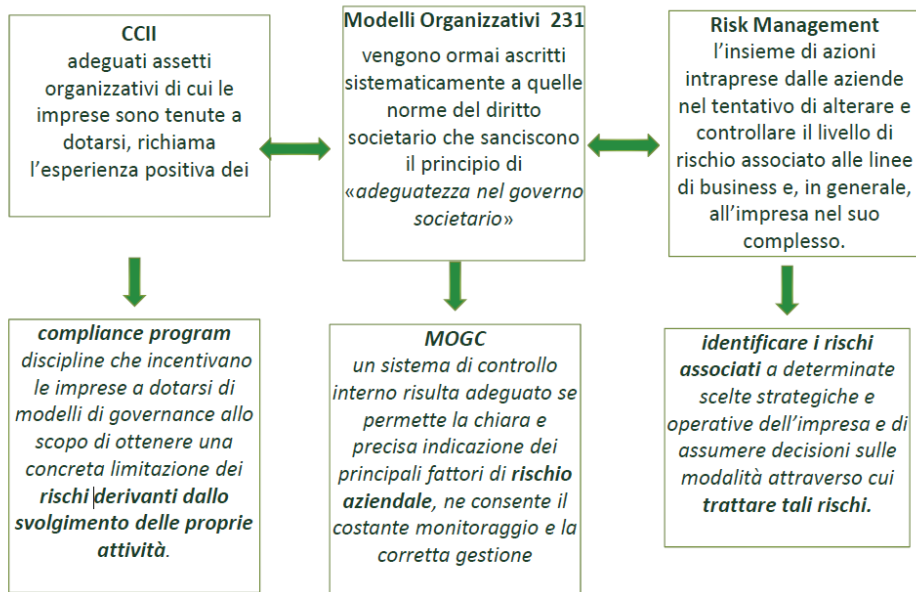 CCII
adeguati assetti
organizzativi di cui le
imprese sono tenute a
dotarsi, richiama
l'esperienza positiva dei
Modelli Organizzativi 231
vengono ormai ascritti
sistematicamente a quelle
norme del diritto
societario che sanciscono
il principio di
«adeguatezza nel governo
societario»
Risk Management
l'insieme di azioni
intraprese dalle aziende
nel tentativo di alterare e
controllare il livello di
rischio associato alle linee
di business e, in generale,
all'impresa nel suo
complesso.
compliance program
discipline che incentivano
le imprese a dotarsi di
modelli di governance allo
scopo di ottenere una
concreta limitazione dei
rischi derivanti dallo
svolgimento delle proprie
attività.
MOGC
un sistema di controllo
interno risulta adeguato se
permette la chiara e
precisa indicazione dei
principali fattori di rischio
aziendale, ne consente il
costante monitoraggio e la
corretta gestione
identificare i rischi
associati a determinate
scelte strategiche e
operative dell'impresa e di
assumere decisioni sulle
modalità attraverso cui
trattare tali rischi.